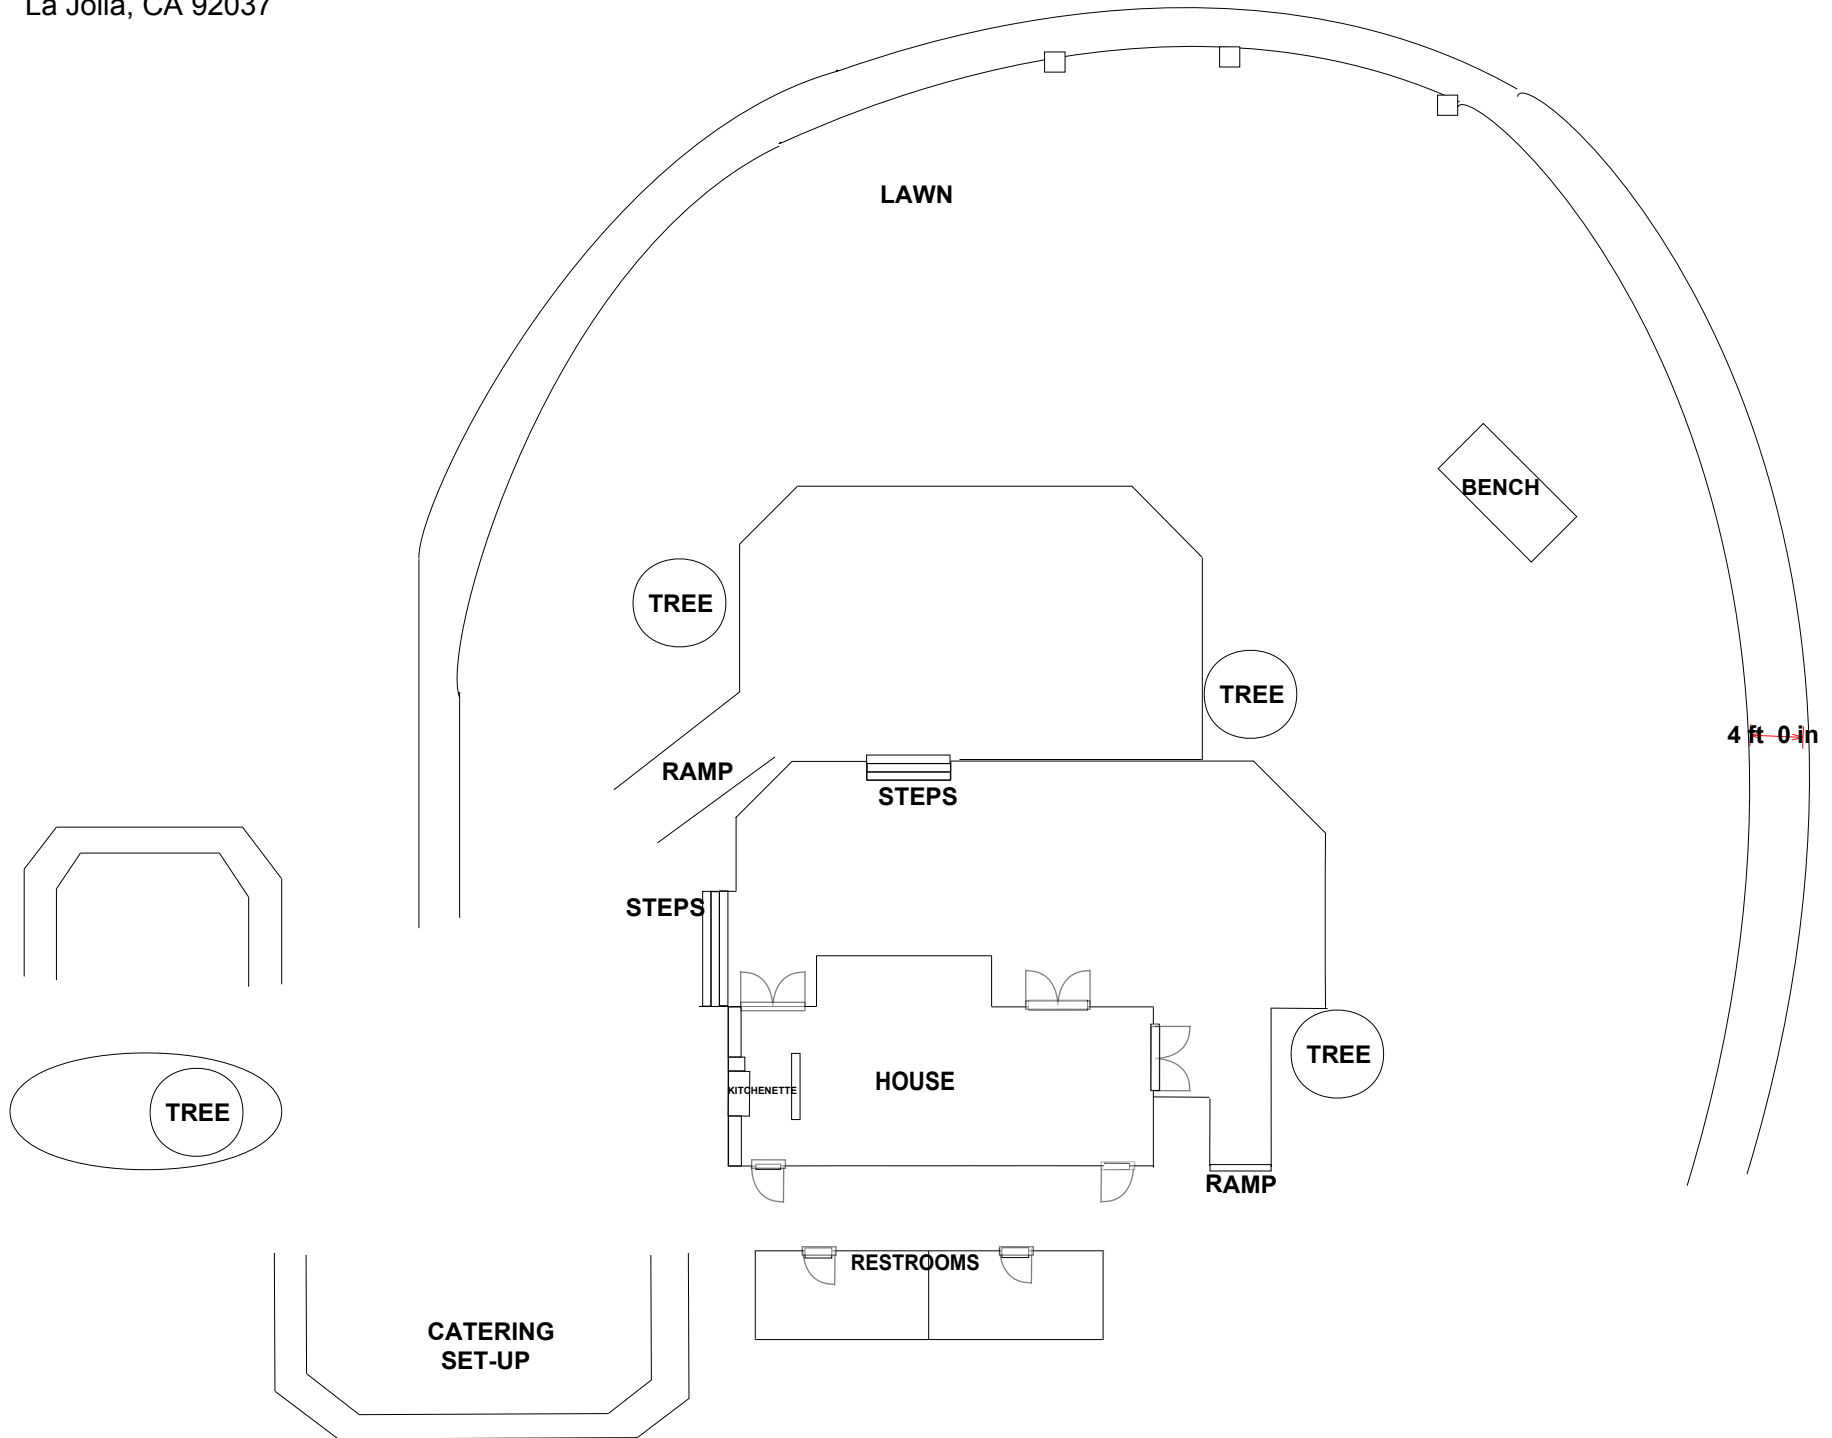 La Jolla, CA 92037
LAWN
BENCH
TREE
TREE
4 ft 0 in
RAMP
STEPS
STEPS
TREE
HOUSE
KITCHENETTE
TREE
RAMP
RESTROOMS
CATERING
SET-UP